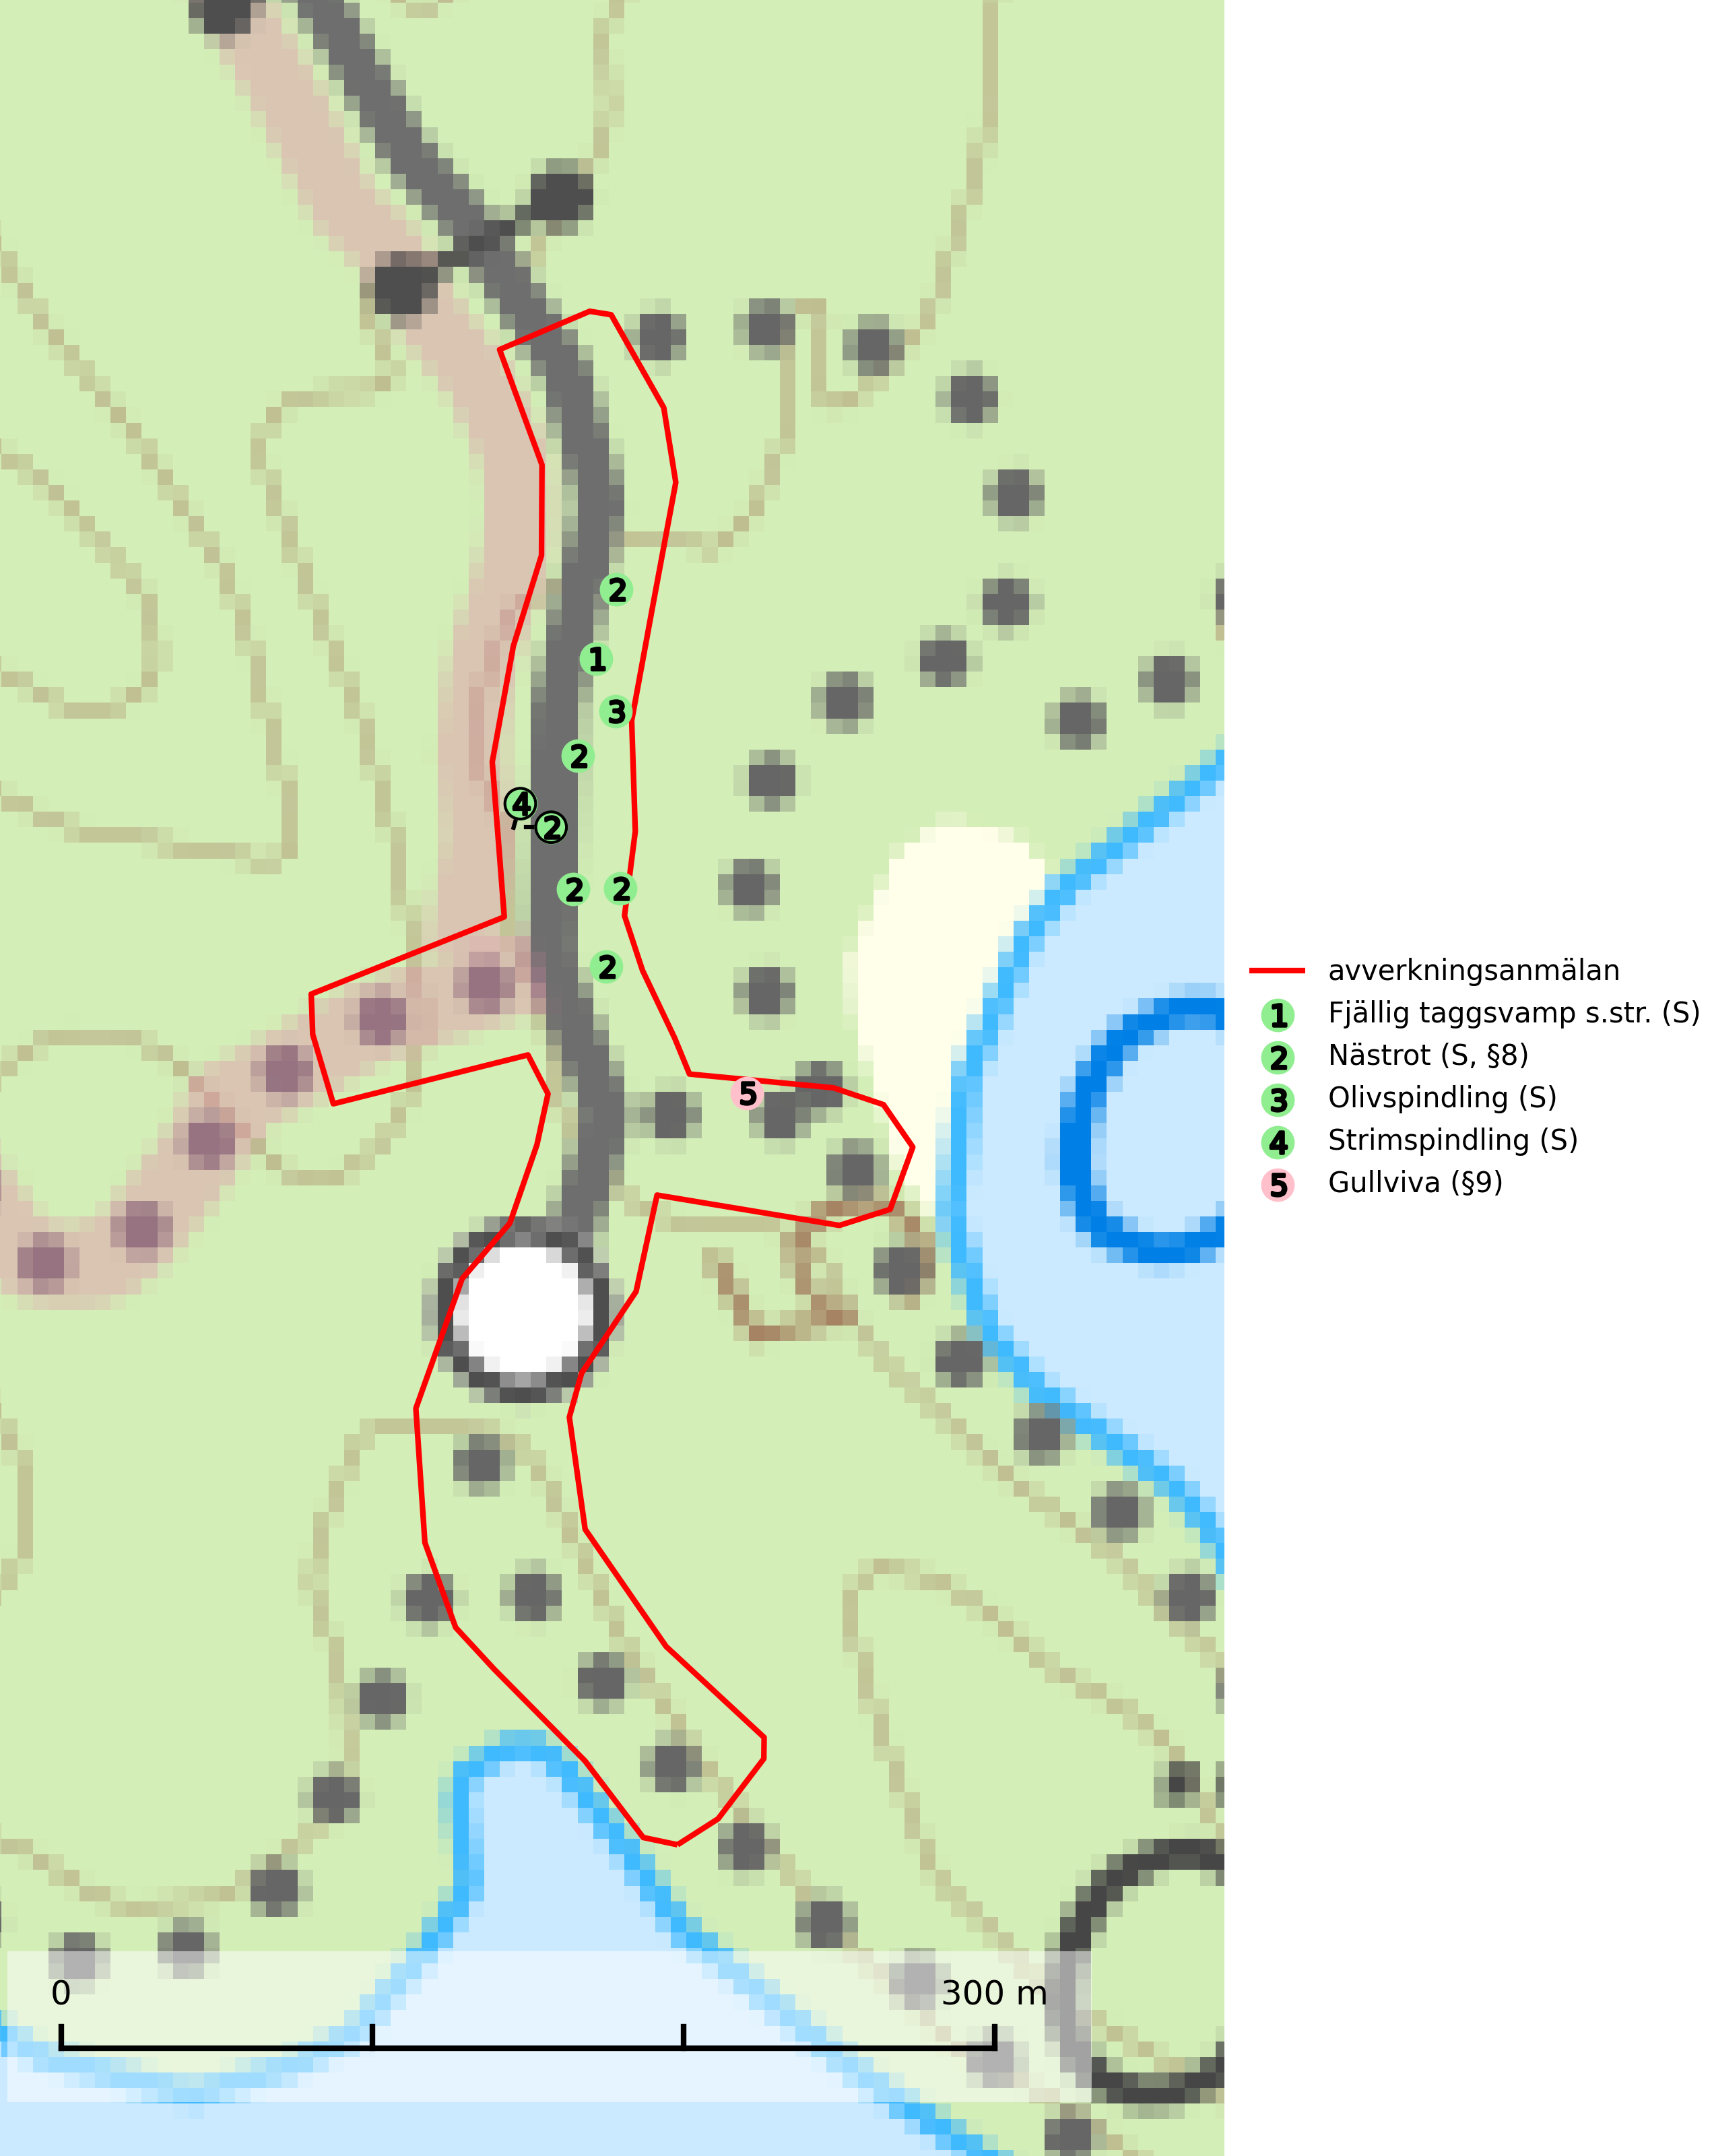 2
1
3
2
4
2
2
2
2
5
avverkningsanmälan
1 Fjällig taggsvamp s.str. (S)
2 Nästrot (S, §8)
3 Olivspindling (S)
4 Strimspindling (S)
5 Gullviva (§9)
0 300 m